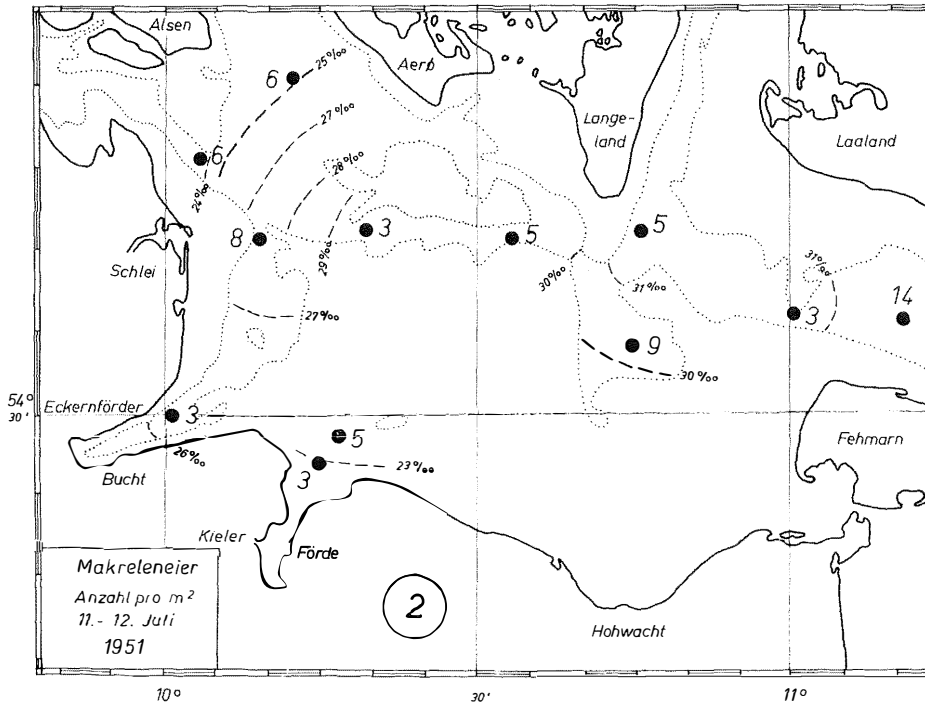 Alsen
6
25‰
Aerø
27‰
Lange-
land
Laaland
28‰
6
24‰
8
3
5
5
29‰
Schlei
30‰
31‰
31‰
14
27‰
3
9
30‰
54°
30'
Eckernförder
3
26‰
Bucht
5
3
23‰
Fehmarn
Kieler
Förde
Makreleneier
Anzahl pro m²
11.- 12. Juli
1951
2
Hohwacht
10°
30'
11°